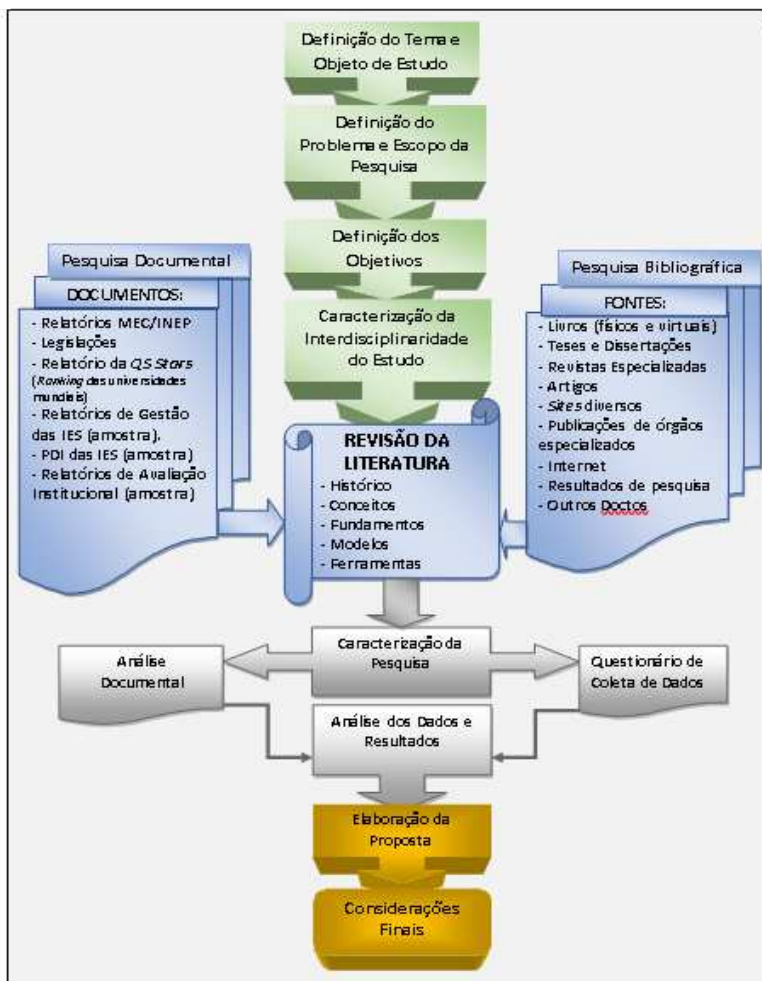 Definição do Tema e
Objeto de Estudo
Definição do
Problema e Escopo da
Pesquisa
Definição dos
Objetivos
Caracterização da
Interdisciplinaridade
do Estudo
Pesquisa Documental
DOCUMENTOS:
- Relatórios MEC/INEP
- Legislações
- Relatório da QS Stars
(Ranking das universidades
mundiais)
- Relatórios de Gestão
das IES (amostra).
- PDI das IES (amostra)
- Relatórios de Avaliação
Institucional (amostra)
Pesquisa Bibliográfica
FONTES:
- Livros (físicos e virtuais)
- Teses e Dissertações
- Revistas Especializadas
- Artigos
- Sites diversos
- Publicações de órgãos
especializados
- Internet
- Resultados de pesquisa
- Outros Doctos
REVISÃO DA
LITERATURA
- Histórico
- Conceitos
- Fundamentos
- Modelos
- Ferramentas
Caracterização da
Pesquisa
Análise
Documental
Questionário de
Coleta de Dados
Análise dos Dados e
Resultados
Elaboração da
Proposta
Considerações
Finais